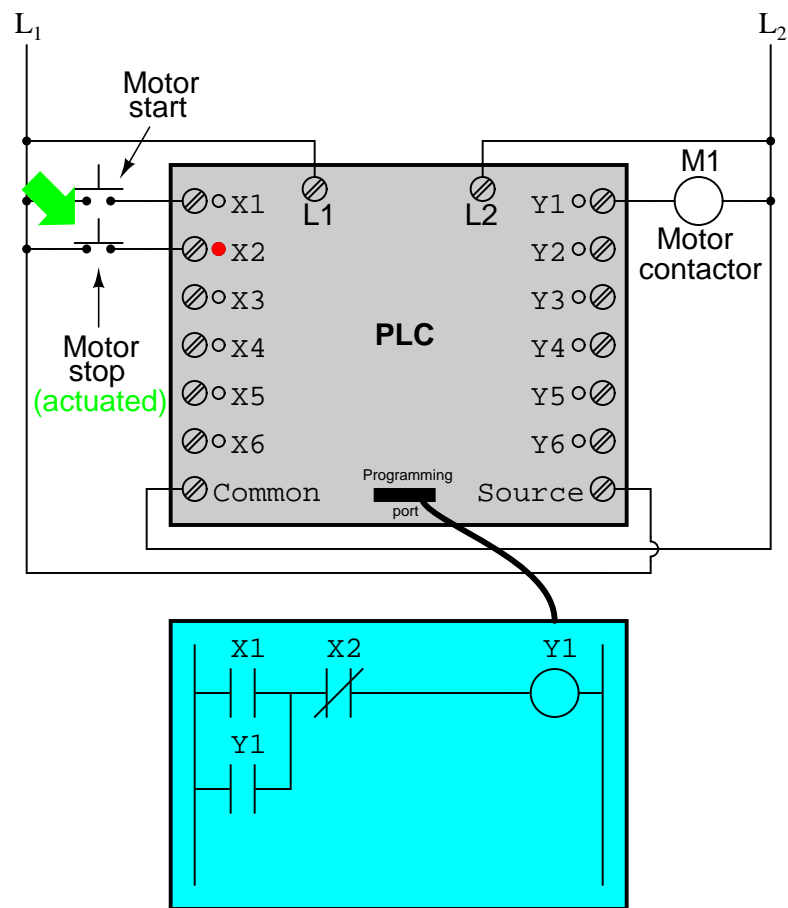 L1
L2
Motor
start
M1
X1
L1
L2
Y1
X2
Y2
Motor
contactor
X3
Y3
Motor
stop
(actuated)
X4
PLC
Y4
X5
Y5
X6
Y6
Common
Programming
port
Source
X1
X2
Y1
Y1